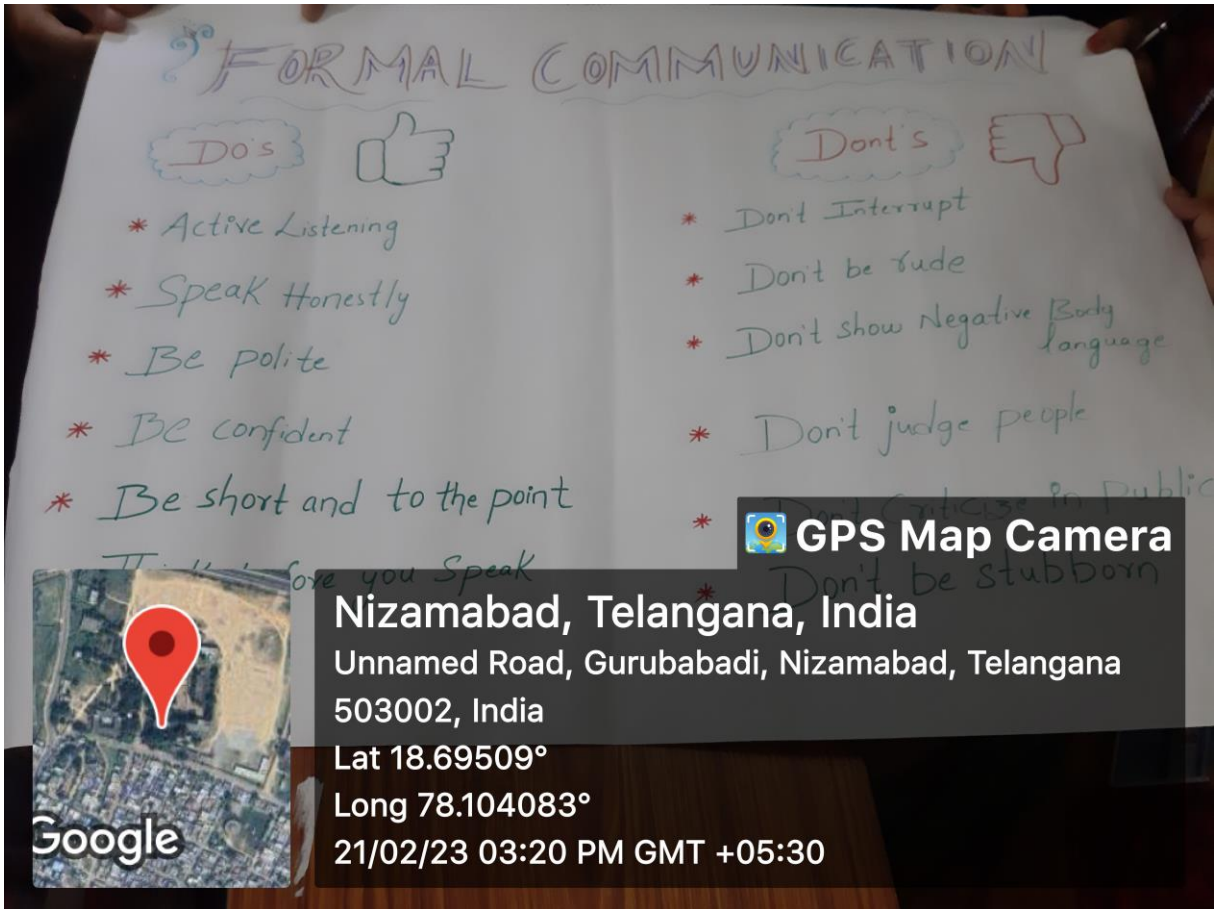 FORMAL COMMUNICATION
Do's
* Active Listening
* Speak Honestly
* Be polite
* Be confident
* Be short and to the point
you Speak
Dont's
* Don't Interrupt
* Don't be rude
* Don't show Negative Body
language
* Don't judge people
* Dont Criticize in Public
* Don't be stubborn
GPS Map Camera
Nizamabad, Telangana, India
Unnamed Road, Gurubabadi, Nizamabad, Telangana
503002, India
Lat 18.69509°
Long 78.104083°
21/02/23 03:20 PM GMT +05:30
Google